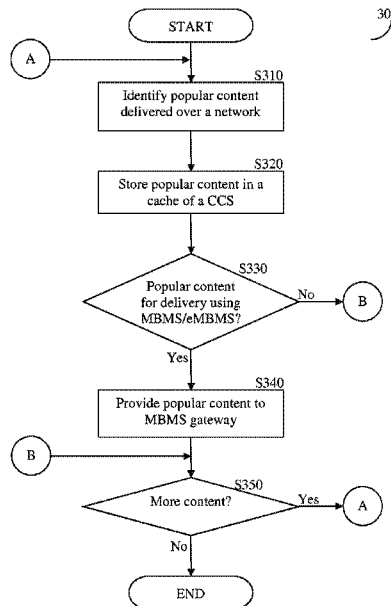 30
START
A
S310
Identify popular content
delivered over a network
S320
Store popular content in a
cache of a CCS
S330
Popular content
for delivery using
MBMS/eMBMS?
No
B
Yes
S340
Provide popular content to
MBMS gateway
B
S350
More content?
Yes
A
No
END